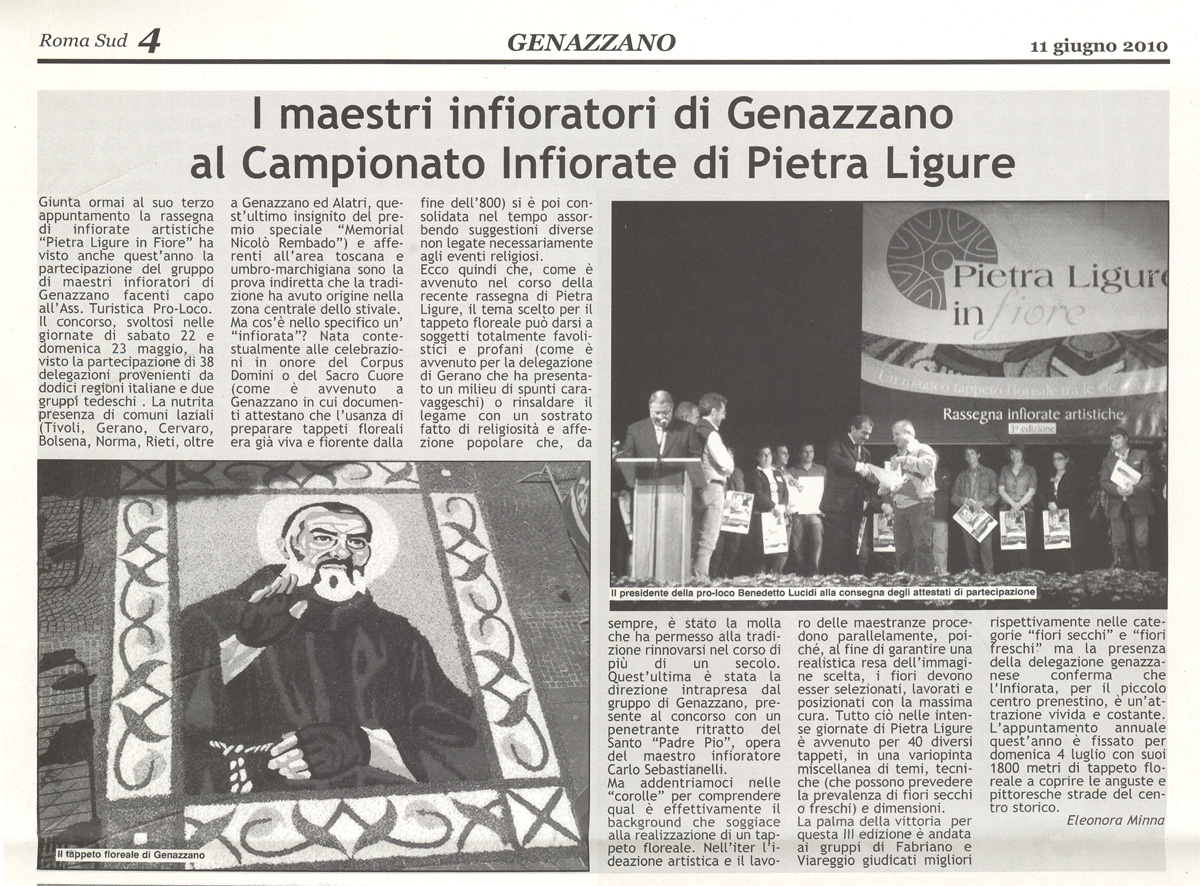 Roma Sud 4
GENAZZANO
11 giugno 2010
I maestri infioratori di Genazzano
al Campionato Infiorate di Pietra Ligure
Giunta ormai al suo terzo
appuntamento la rassegna
di infiorate artistiche
“Pietra Ligure in Fiore” ha
visto anche quest’anno la
partecipazione del gruppo
di maestri infioratori di
Genazzano facenti capo
all’Ass. Turistica Pro-Loco.
Il concorso, svoltosi nelle
giornate di sabato 22 e
domenica 23 maggio, ha
visto la partecipazione di 38
delegazioni provenienti da
dodici regioni italiane e due
gruppi tedeschi . La nutrita
presenza di comuni laziali
(Tivoli, Gerano, Cervaro,
Bolsena, Norma, Rieti, oltre
a Genazzano ed Alatri, que-
st’ultimo insignito del pre-
mio speciale “Memorial
Nicolò Rembado”) e affe-
renti all’area toscana e
umbro-marchigiana sono la
prova indiretta che la tradi-
zione ha avuto origine nella
zona centrale dello stivale.
Ma cos’è nello specifico un’
“infiorata”? Nata conte-
stualmente alle celebrazio-
ni in onore del Corpus
Domini o del Sacro Cuore
(come è avvenuto a
Genazzano in cui documen-
ti attestano che l’usanza di
preparare tappeti floreali
era già viva e fiorente dalla
fine dell’800) si è poi con-
solidata nel tempo assor-
bendo suggestioni diverse
non legate necessariamente
agli eventi religiosi.
Ecco quindi che, come è
avvenuto nel corso della
recente rassegna di Pietra
Ligure, il tema scelto per il
tappeto floreale può darsi a
soggetti totalmente favoli-
stici e profani (come è
avvenuto per la delegazione
di Gerano che ha presenta-
to un milieu di spunti cara-
vaggeschi) o rinsaldare il
legame con un sostrato
fatto di religiosità e affe-
zione popolare che, da
Pietra Ligure
in fiore
Rassegna infiorate artistiche
3ª edizione
Il presidente della pro-loco Benedetto Lucidi alla consegna degli attestati di partecipazione
Il tappeto floreale di Genazzano
sempre, è stato la molla
che ha permesso alla tradi-
zione rinnovarsi nel corso di
più di un secolo.
Quest’ultima è stata la
direzione intrapresa dal
gruppo di Genazzano, pre-
sente al concorso con un
penetrante ritratto del
Santo “Padre Pio”, opera
del maestro infioratore
Carlo Sebastianelli.
Ma addentriamoci nelle
“corolle” per comprendere
qual è effettivamente il
background che soggiace
alla realizzazione di un tap-
peto floreale. Nell’iter l’i-
deazione artistica e il lavo-
ro delle maestranze proce-
dono parallelamente, poi-
ché, al fine di garantire una
realistica resa dell’immagi-
ne scelta, i fiori devono
esser selezionati, lavorati e
posizionati con la massima
cura. Tutto ciò nelle inten-
se giornate di Pietra Ligure
è avvenuto per 40 diversi
tappeti, in una variopinta
miscellanea di temi, tecni-
che (che possono prevedere
la prevalenza di fiori secchi
o freschi) e dimensioni.
La palma della vittoria per
questa III edizione è andata
ai gruppi di Fabriano e
Viareggio giudicati migliori
rispettivamente nelle cate-
gorie “fiori secchi” e “fiori
freschi” ma la presenza
della delegazione genazza-
nese conferma che
l’Infiorata, per il piccolo
centro prenestino, è un’at-
trazione vivida e costante.
L’appuntamento annuale
quest’anno è fissato per
domenica 4 luglio con suoi
1800 metri di tappeto flo-
reale a coprire le anguste e
pittoresche strade del cen-
tro storico.
Eleonora Minna